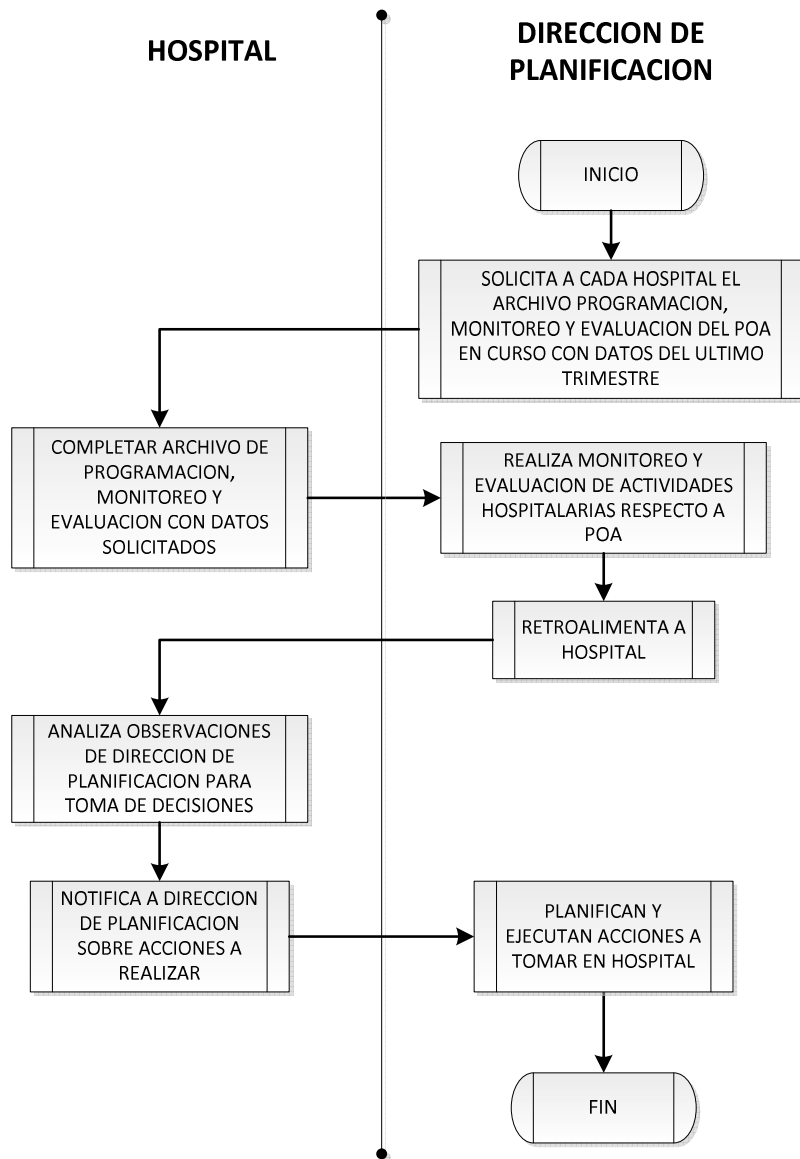 HOSPITAL
DIRECCION DE
PLANIFICACION
INICIO
SOLICITA A CADA HOSPITAL EL
ARCHIVO PROGRAMACION,
MONITOREO Y EVALUACION DEL POA
EN CURSO CON DATOS DEL ULTIMO
TRIMESTRE
COMPLETAR ARCHIVO DE
PROGRAMACION,
MONITOREO Y
EVALUACION CON DATOS
SOLICITADOS
REALIZA MONITOREO Y
EVALUACION DE ACTIVIDADES
HOSPITALARIAS RESPECTO A
POA
RETROALIMENTA A
HOSPITAL
ANALIZA OBSERVACIONES
DE DIRECCION DE
PLANIFICACION PARA
TOMA DE DECISIONES
NOTIFICA A DIRECCION
DE PLANIFICACION
SOBRE ACCIONES A
REALIZAR
PLANIFICAN Y
EJECUTAN ACCIONES A
TOMAR EN HOSPITAL
FIN